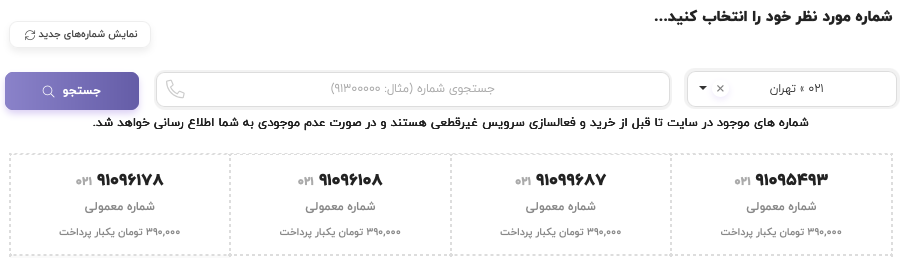 شماره مورد نظر خود را انتخاب کنید...
نمایش شماره‌های جدید
۰۲۱ » تهران
جستجوی شماره (مثال: ۹۱۳۰۰۰۰۰)
جستجو
شماره های موجود در سایت تا قبل از خرید و فعالسازی سرویس غیرقطعی هستند و در صورت عدم موجودی به شما اطلاع رسانی خواهد شد.
۹۱۰۹۵۴۹۳ ۰۲۱
شماره معمولی
۳۹۰,۰۰۰ تومان یکبار پرداخت
۹۱۰۹۹۶۸۷ ۰۲۱
شماره معمولی
۳۹۰,۰۰۰ تومان یکبار پرداخت
۹۱۰۹۶۱۰۸ ۰۲۱
شماره معمولی
۳۹۰,۰۰۰ تومان یکبار پرداخت
۹۱۰۹۶۱۷۸ ۰۲۱
شماره معمولی
۳۹۰,۰۰۰ تومان یکبار پرداخت